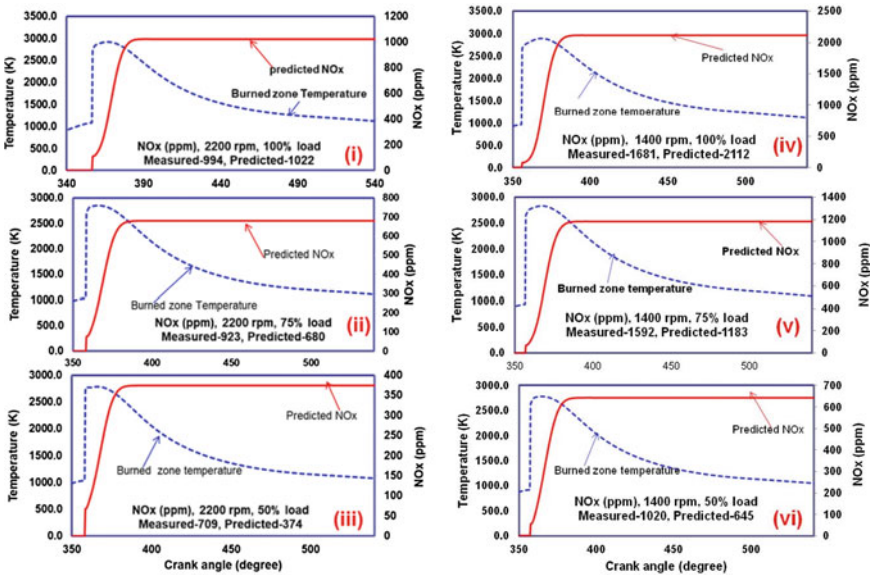 3500.0
3000.0
2500.0
2000.0
1500.0
1000.0
500.0
0.0
Temperature (K)
340
390
440
490
540
1200
1000
800
600
400
200
0
NOx (ppm)
predicted NOx
Burned zone Temperature
NOx (ppm), 2200 rpm, 100% load
Measured-994, Predicted-1022
(i)
3500.0
3000.0
2500.0
2000.0
1500.0
1000.0
500.0
0.0
Temperature (K)
350
400
450
500
2500
2000
1500
1000
500
0
NOx (ppm)
Predicted NOx
Burned zone temperature
NOx (ppm), 1400 rpm, 100% load
Measured-1681, Predicted-2112
(iv)
3000.0
2500.0
2000.0
1500.0
1000.0
500.0
0.0
Temperature (K)
350
400
450
500
800
700
600
500
400
300
200
100
0
NOx (ppm)
Predicted NOx
Burned zone Temperature
NOx (ppm), 2200 rpm, 75% load
Measured-923, Predicted-680
(ii)
3000.0
2500.0
2000.0
1500.0
1000.0
500.0
0.0
Temperature (K)
350
400
450
500
1400
1200
1000
800
600
400
200
0
NOx (ppm)
Predicted NOx
Burned zone temperature
NOx (ppm), 1400 rpm, 75% load
Measured-1592, Predicted-1183
(v)
3000.0
2500.0
2000.0
1500.0
1000.0
500.0
0.0
Temperature (K)
350
400
450
500
Crank angle (degree)
400
350
300
250
200
150
100
50
0
NOx (ppm)
Predicted NOx
Burned zone temperature
NOx (ppm), 2200 rpm, 50% load
Measured-709, Predicted-374
(iii)
3000.0
2500.0
2000.0
1500.0
1000.0
500.0
0.0
Temperature (K)
350
400
450
500
Crank angle (degree)
700
600
500
400
300
200
100
0
NOx (ppm)
Predicted NOx
Burned zone temperature
NOx (ppm), 1400 rpm, 50% load
Measured-1020, Predicted-645
(vi)